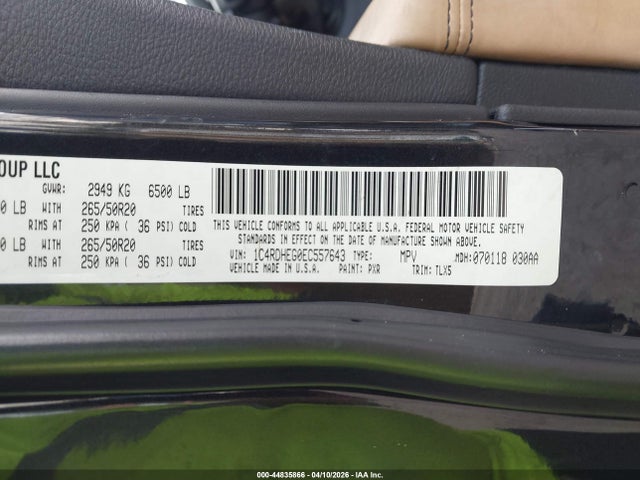 OUP LLC
GVWR: 2949 KG 6500 LB
0 LB WITH 265/50R20 TIRES
RIMS AT 250 KPA ( 36 PSI) COLD
0 LB WITH 265/50R20 TIRES
RIMS AT 250 KPA ( 36 PSI) COLD
THIS VEHICLE CONFORMS TO ALL APPLICABLE U.S.A. FEDERAL MOTOR VEHICLE SAFETY
STANDARDS IN EFFECT ON THE DATE OF MANUFACTURE SHOWN ABOVE.
VIN: 1C4RDHEG0EC557643 TYPE: MPV MDH: 070118 030AA
VEHICLE MADE IN U.S.A. PAINT: PXR TRIM: TLX5
000-44835866 - 04/10/2026 - IAAI Inc.